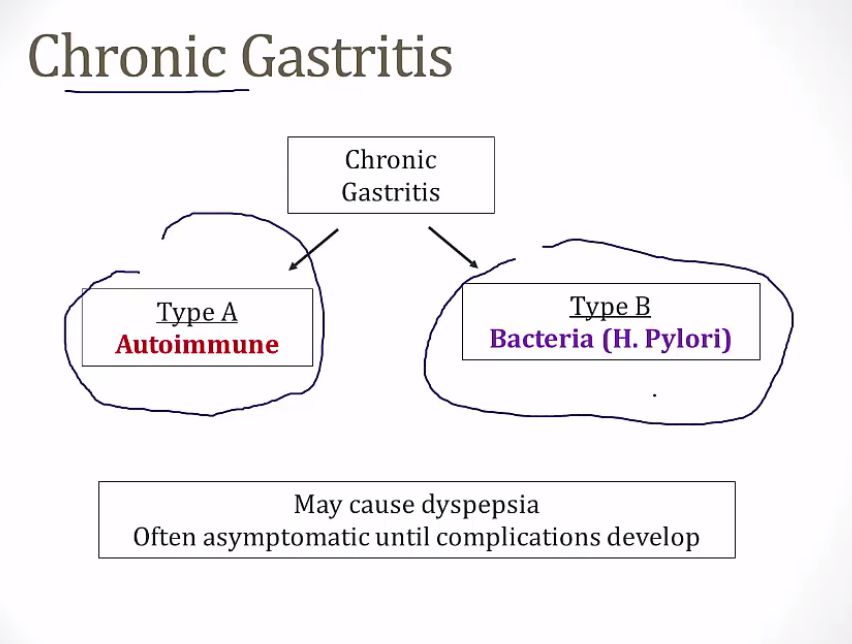 Chronic Gastritis
Chronic
Gastritis
Type A
Autoimmune
Type B
Bacteria (H. Pylori)
May cause dyspepsia
Often asymptomatic until complications develop